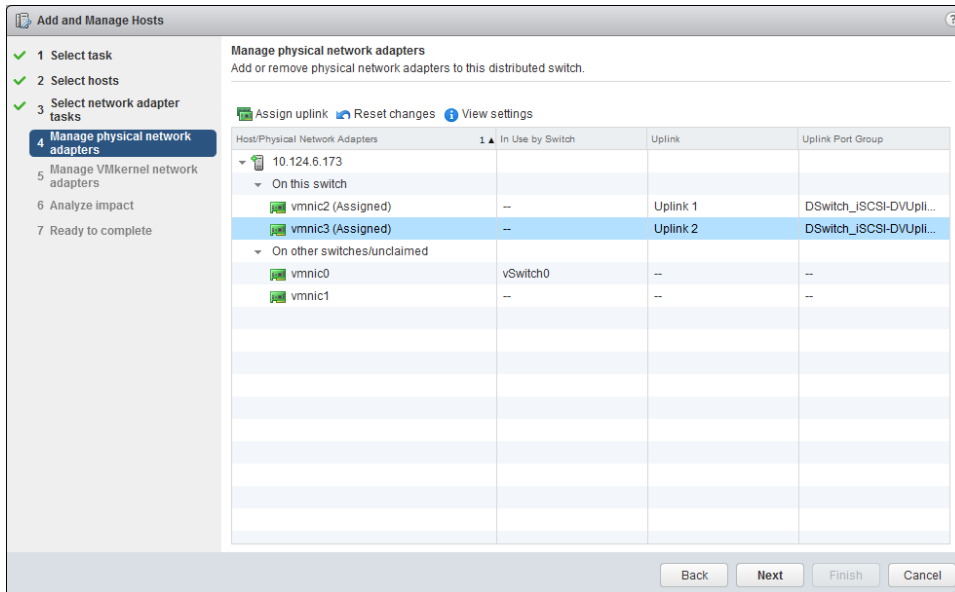 Add and Manage Hosts
?
1 Select task
2 Select hosts
3 Select network adapter
tasks
4 Manage physical network
adapters
5 Manage VMkernel network
adapters
6 Analyze impact
7 Ready to complete
Manage physical network adapters
Add or remove physical network adapters to this distributed switch.
Assign uplink Reset changes View settings
Host/Physical Network Adapters 1 ▲ In Use by Switch Uplink Uplink Port Group
10.124.6.173
On this switch
vmnic2 (Assigned) -- Uplink 1 DSwitch_iSCSI-DVUpli...
vmnic3 (Assigned) -- Uplink 2 DSwitch_iSCSI-DVUpli...
On other switches/unclaimed
vmnic0 vSwitch0 -- --
vmnic1 -- -- --
Back Next Finish Cancel